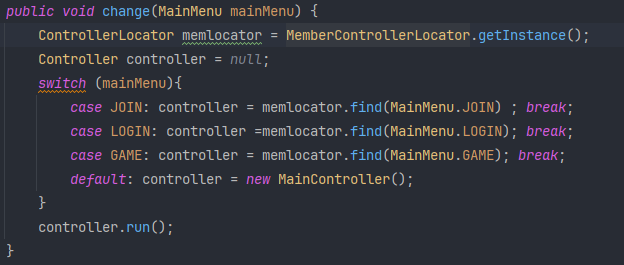 public void change(MainMenu mainMenu) {
    ControllerLocator memlocator = MemberControllerLocator.getInstance();
    Controller controller = null;
    switch (mainMenu){
        case JOIN: controller = memlocator.find(MainMenu.JOIN) ; break;
        case LOGIN: controller =memlocator.find(MainMenu.LOGIN); break;
        case GAME: controller = memlocator.find(MainMenu.GAME); break;
        default: controller = new MainController();
    }
    controller.run();
}